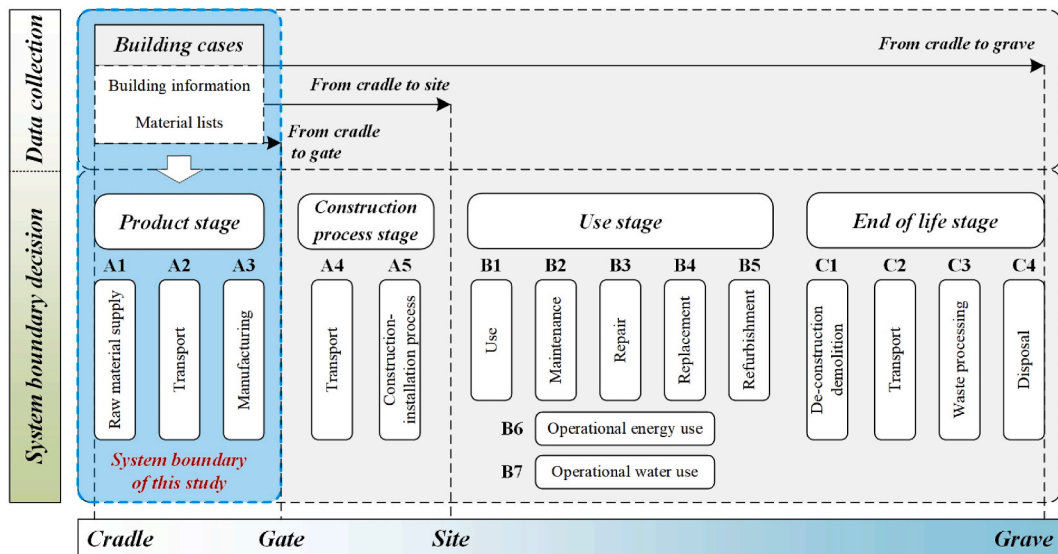 Data collection
System boundary decision
Building cases
Building information
Material lists
From cradle to grave
From cradle to site
From cradle
to gate
Product stage
Construction
process stage
Use stage
End of life stage
A1
A2
A3
A4
A5
B1
B2
B3
B4
B5
C1
C2
C3
C4
Raw material supply
Transport
Manufacturing
Transport
Construction-
installation process
Use
Maintenance
Repair
Replacement
Refurbishment
De-construction
demolition
Transport
Waste processing
Disposal
B6
Operational energy use
B7
Operational water use
System boundary
of this study
Cradle
Gate
Site
Grave